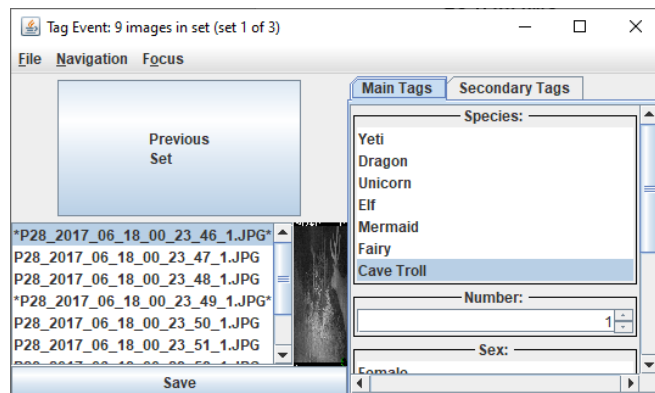 Tag Event: 9 images in set (set 1 of 3)
File Navigation Focus
Previous
Set
*P28_2017_06_18_00_23_46_1.JPG*
P28_2017_06_18_00_23_47_1.JPG
P28_2017_06_18_00_23_48_1.JPG
*P28_2017_06_18_00_23_49_1.JPG*
P28_2017_06_18_00_23_50_1.JPG
P28_2017_06_18_00_23_51_1.JPG
Save
Main Tags Secondary Tags
Species:
Yeti
Dragon
Unicorn
Elf
Mermaid
Fairy
Cave Troll
Number:
1
Sex:
Female